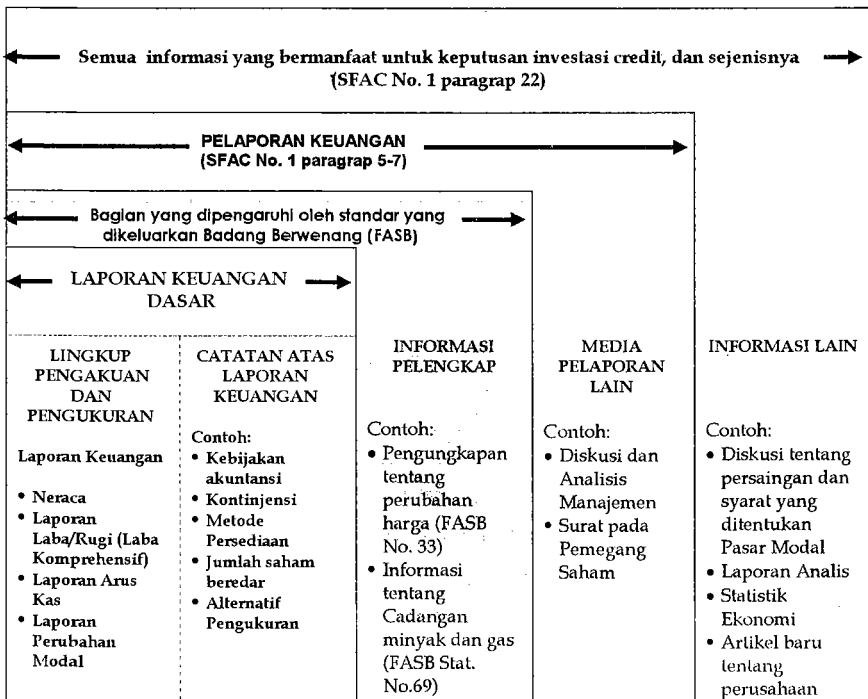 Semua informasi yang bermanfaat untuk keputusan investasi credit, dan sejenisnya
(SFAC No. 1 paragrap 22)
PELAPORAN KEUANGAN
(SFAC No. 1 paragrap 5-7)
Bagian yang dipengaruhi oleh standar yang
dikeluarkan Badang Berwenang (FASB)
LAPORAN KEUANGAN
DASAR
LINGKUP
PENGAKUAN
DAN
PENGUKURAN
Laporan Keuangan
• Neraca
• Laporan
Laba/Rugi (Laba
Komprehensif)
• Laporan Arus
Kas
• Laporan
Perubahan
Modal
CATATAN ATAS
LAPORAN
KEUANGAN
Contoh:
• Kebijakan
akuntansi
• Kontinjensi
• Metode
Persediaan
• Jumlah saham
beredar
• Alternatif
Pengukuran
INFORMASI
PELENGKAP
Contoh:
• Pengungkapan
tentang
perubahan
harga (FASB
No. 33)
• Informasi
tentang
Cadangan
minyak dan gas
(FASB Stat.
No.69)
MEDIA
PELAPORAN
LAIN
Contoh:
• Diskusi dan
Analisis
Manajemen
• Surat pada
Pemegang
Saham
INFORMASI LAIN
Contoh:
• Diskusi tentang
persaingan dan
syarat yang
ditentukan
Pasar Modal
• Laporan Analis
• Statistik
Ekonomi
• Artikel baru
tentang
perusahaan